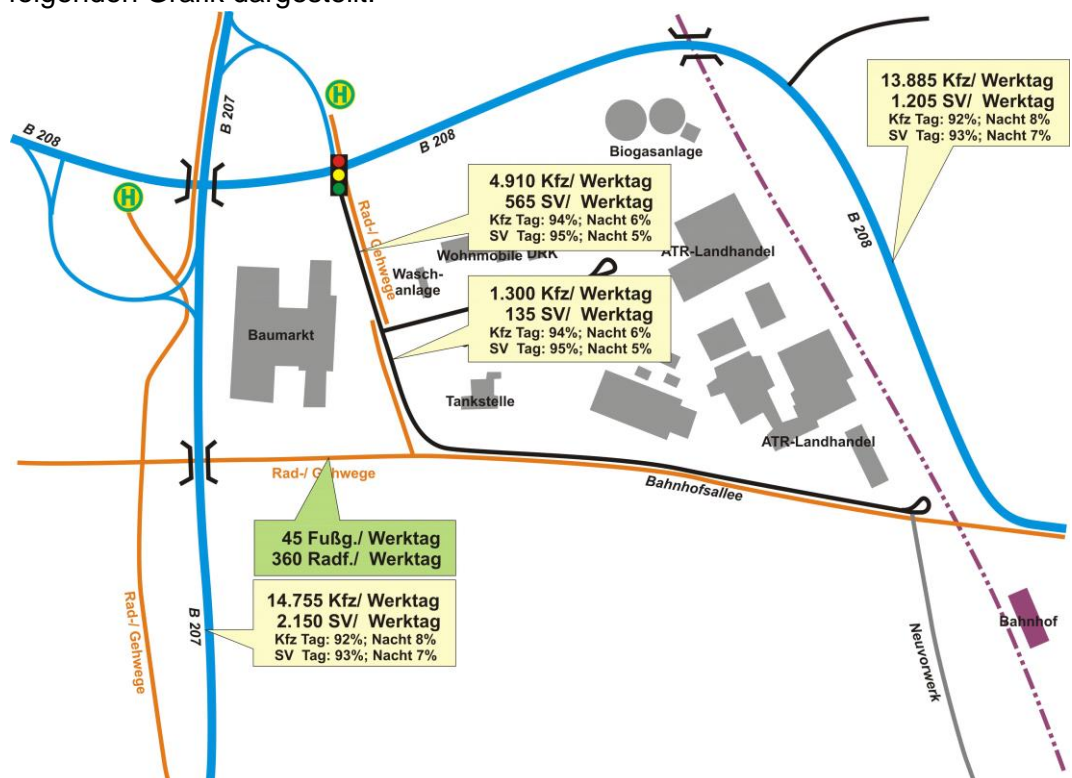 folgenden Grafik dargestellt.
B 208
B 207
H
H
B 208
Biogasanlage
13.885 Kfz/ Werktag
1.205 SV/ Werktag
Kfz Tag: 92%; Nacht 8%
SV Tag: 93%; Nacht 7%
B 208
4.910 Kfz/ Werktag
565 SV/ Werktag
Kfz Tag: 94%; Nacht 6%
SV Tag: 95%; Nacht 5%
Rad-/ Gehwege
Wohnmobile DRK
ATR-Landhandel
Wasch-
anlage
1.300 Kfz/ Werktag
135 SV/ Werktag
Kfz Tag: 94%; Nacht 6%
SV Tag: 95%; Nacht 5%
Baumarkt
Tankstelle
ATR-Landhandel
Rad-/ Gehwege
Bahnhofsallee
45 Fußg./ Werktag
360 Radf./ Werktag
14.755 Kfz/ Werktag
2.150 SV/ Werktag
Kfz Tag: 92%; Nacht 8%
SV Tag: 93%; Nacht 7%
Rad-/ Gehwege
B 207
Neuvorwerk
Bahnhof